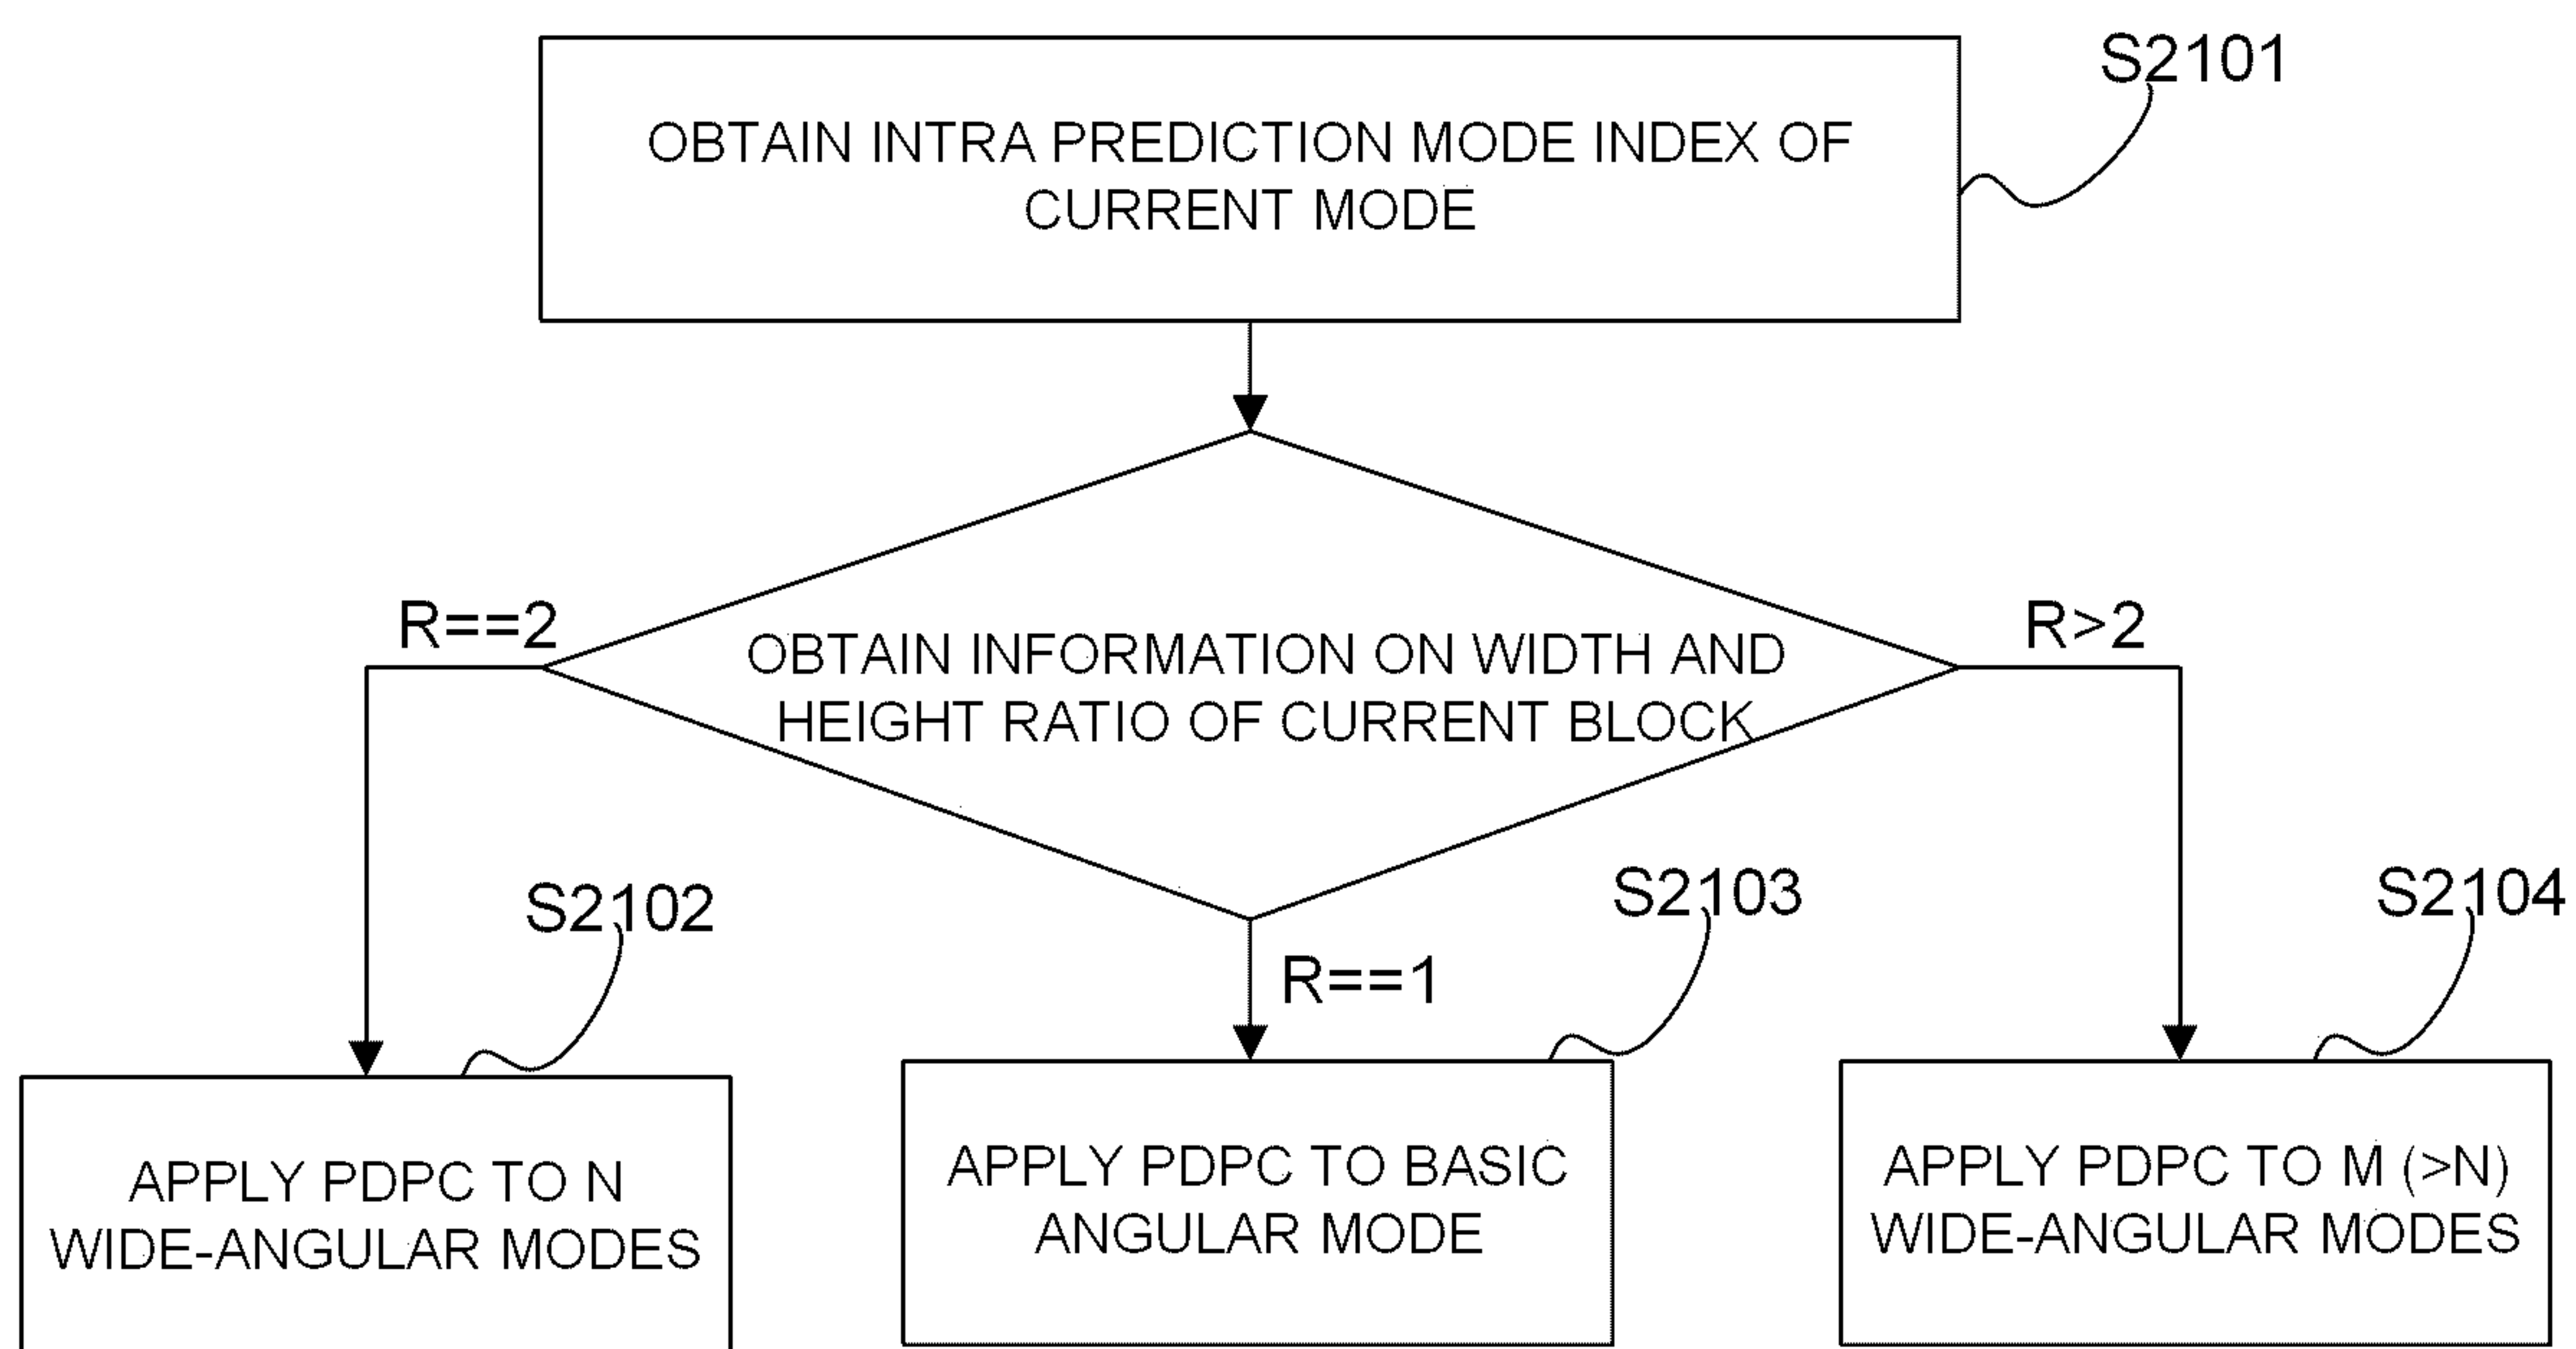 S2101
OBTAIN INTRA PREDICTION MODE INDEX OF
CURRENT MODE
R==2
R>2
OBTAIN INFORMATION ON WIDTH AND
HEIGHT RATIO OF CURRENT BLOCK
S2102
S2103
S2104
R==1
APPLY PDPC TO N
WIDE-ANGULAR MODES
APPLY PDPC TO BASIC
ANGULAR MODE
APPLY PDPC TO M (>N)
WIDE-ANGULAR MODES